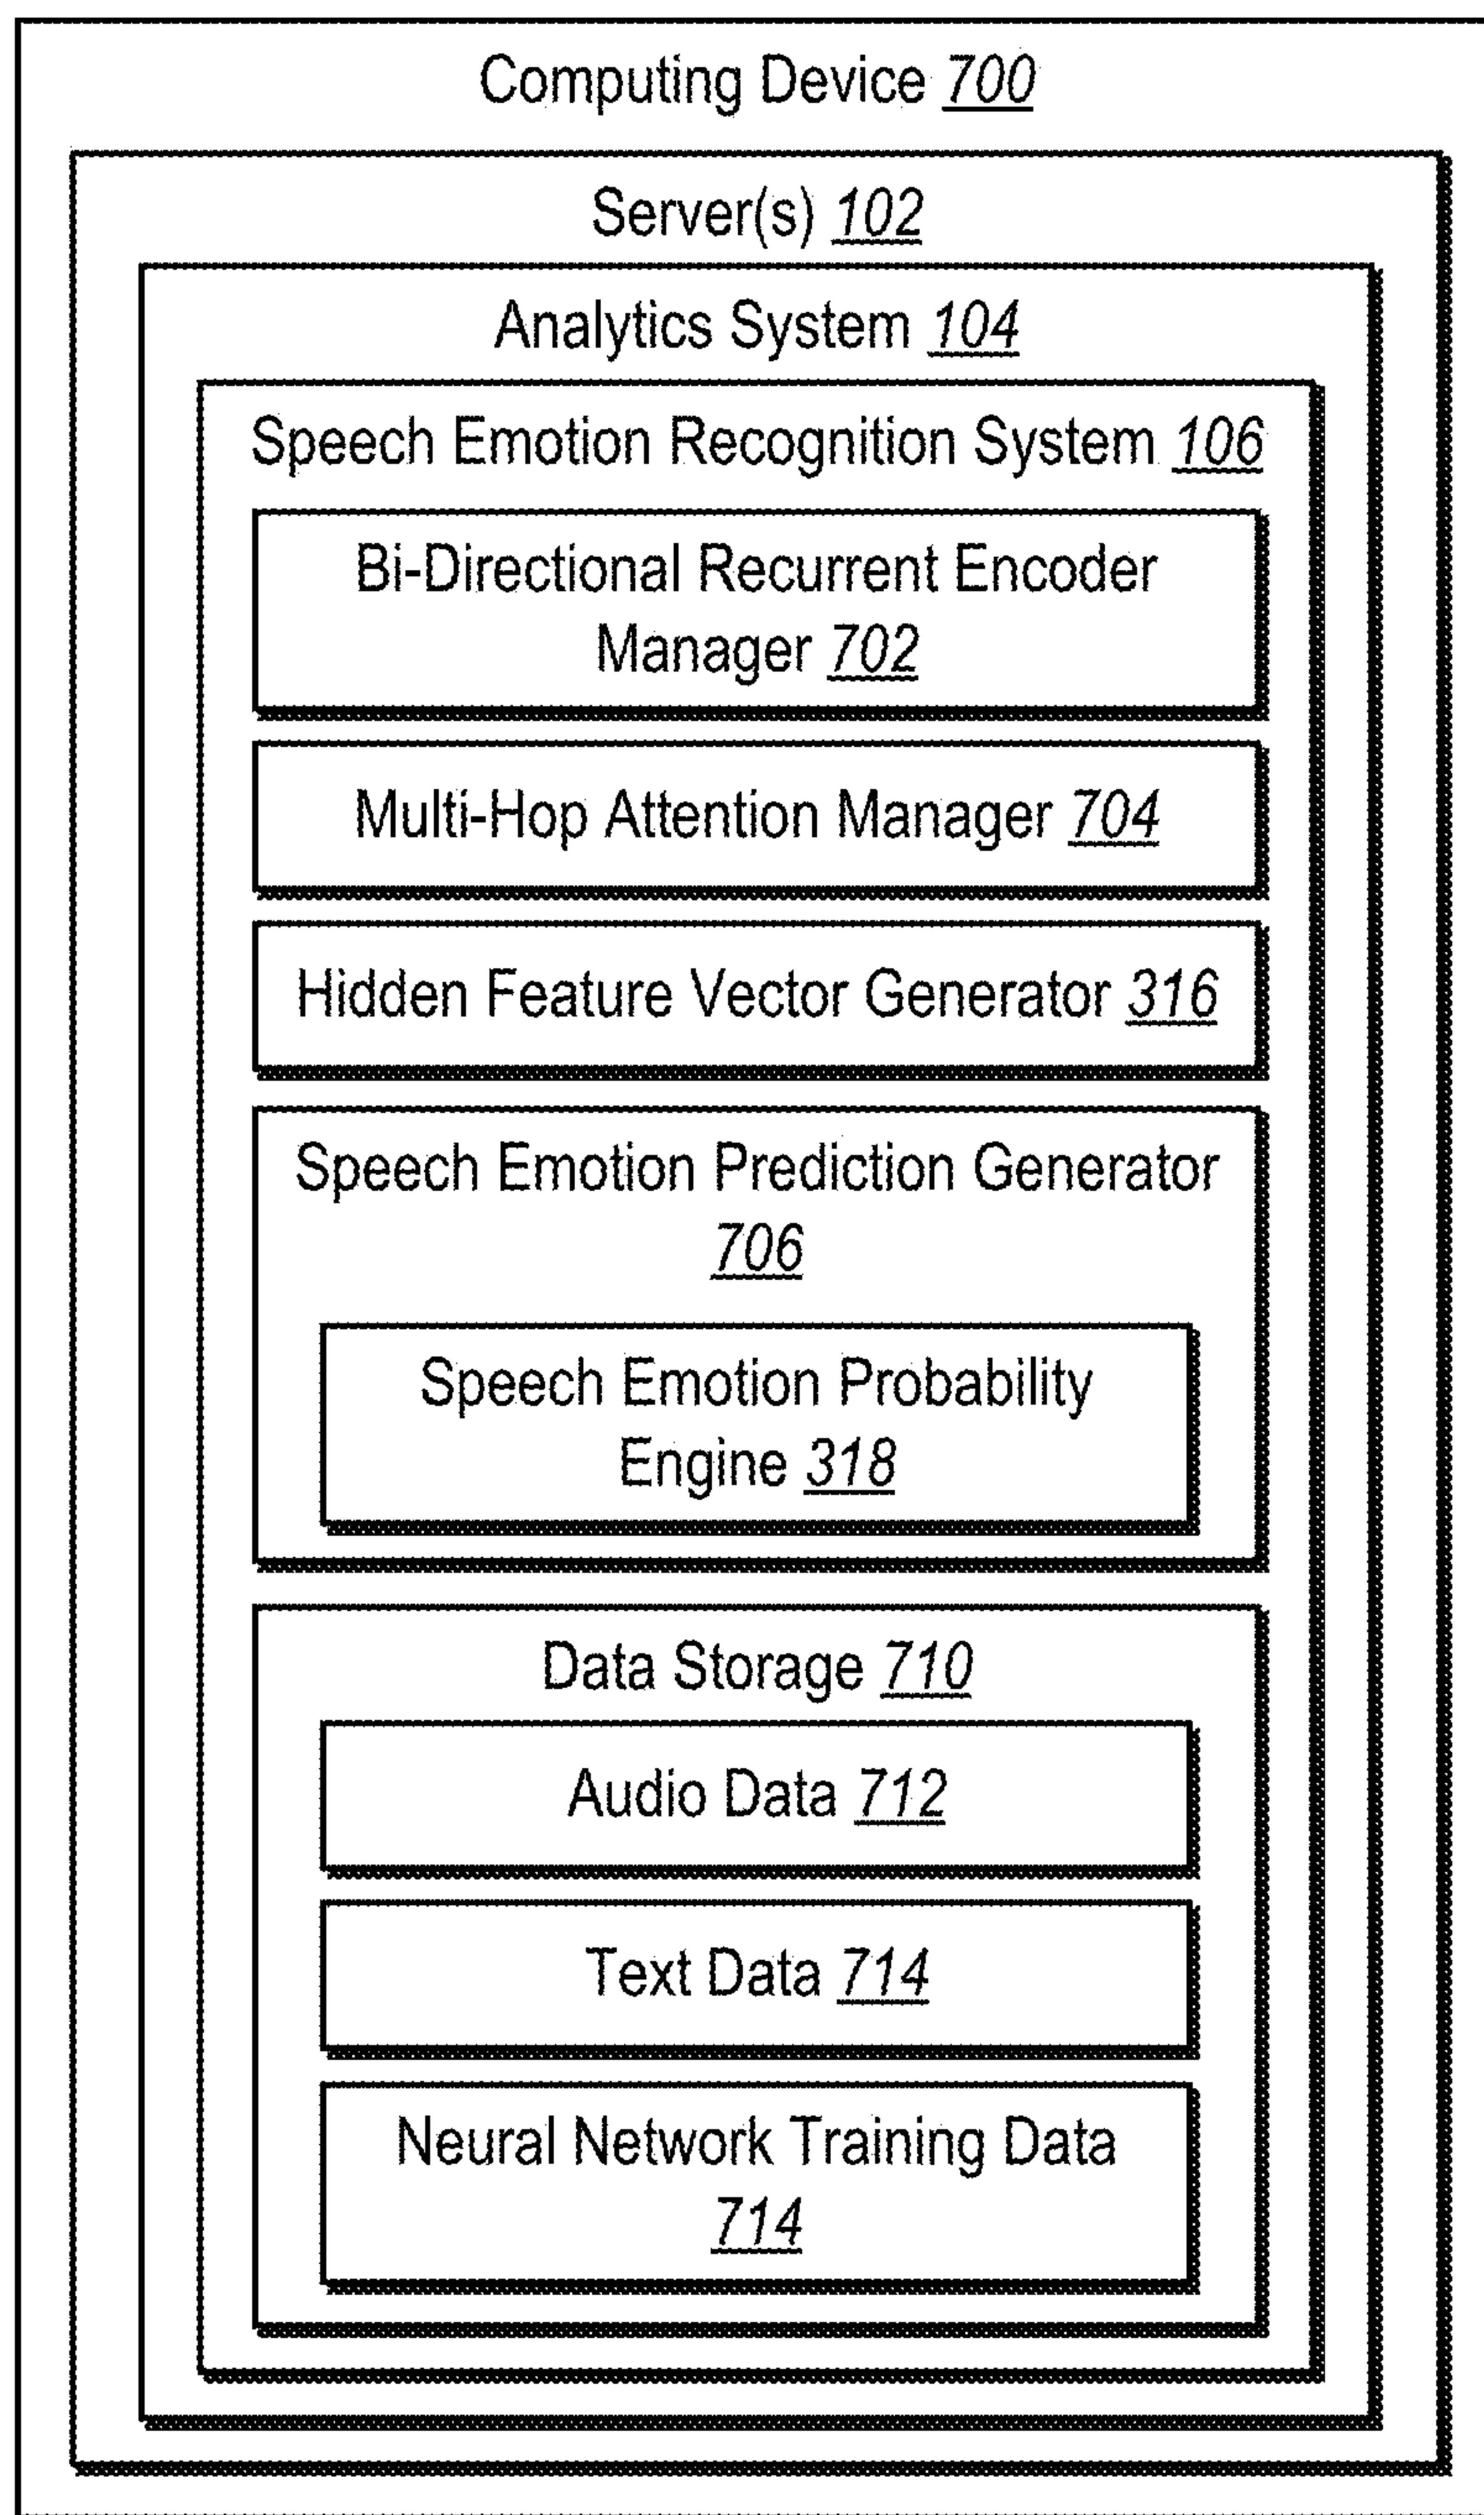 Computing Device 700
Server(s) 102
Analytics System 104
Speech Emotion Recognition System 106
Bi-Directional Recurrent Encoder
Manager 702
Multi-Hop Attention Manager 704
Hidden Feature Vector Generator 316
Speech Emotion Prediction Generator
706
Speech Emotion Probability
Engine 318
Data Storage 710
Audio Data 712
Text Data 714
Neural Network Training Data
714